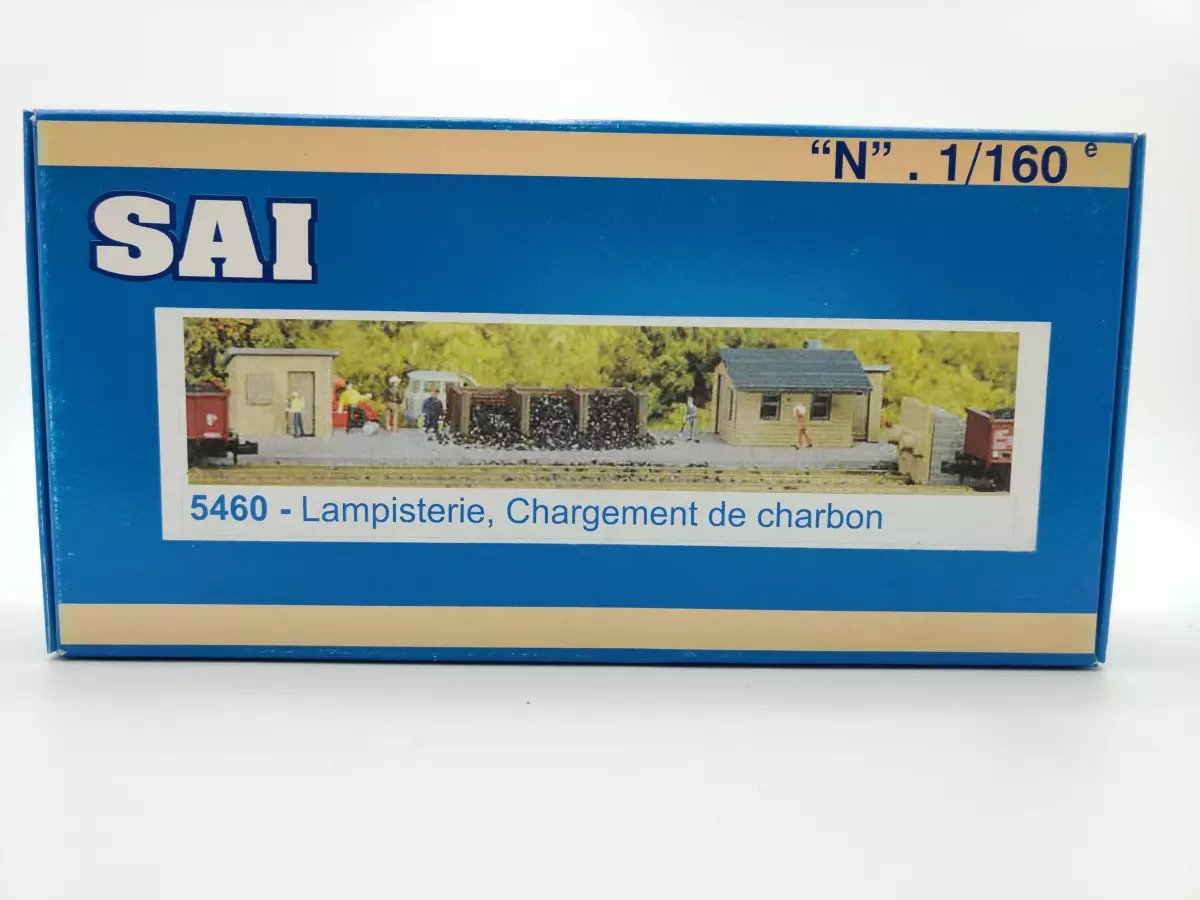 “N” . 1/160 e
SAI
5460 - Lampisterie, Chargement de charbon